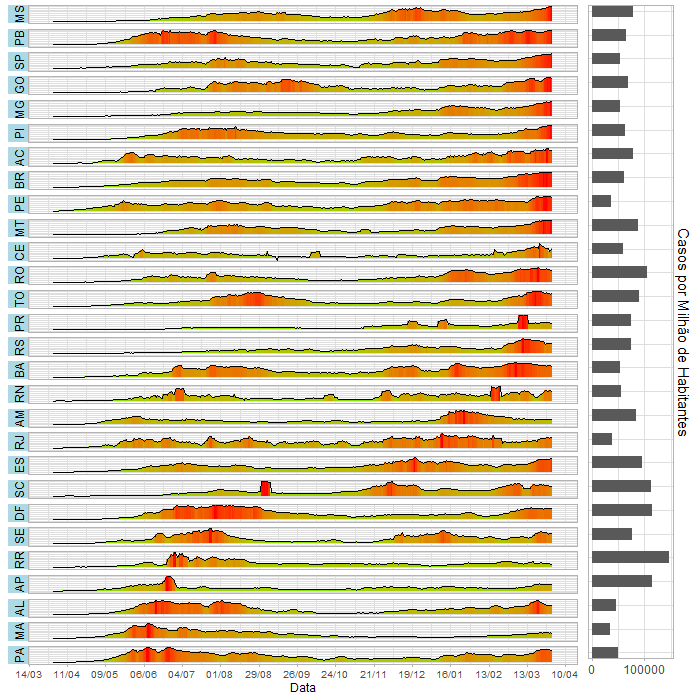 MS
PB
SP
GO
MG
PI
AC
BR
PE
MT
CE
RO
TO
PR
RS
BA
RN
AM
RJ
ES
SC
DF
SE
RR
AP
AL
MA
PA
14/03 11/04 09/05 06/06 04/07 01/08 29/08 26/09 24/10 21/11 19/12 16/01 13/02 13/03 10/04
Data
0 100000
Casos por Milhão de Habitantes